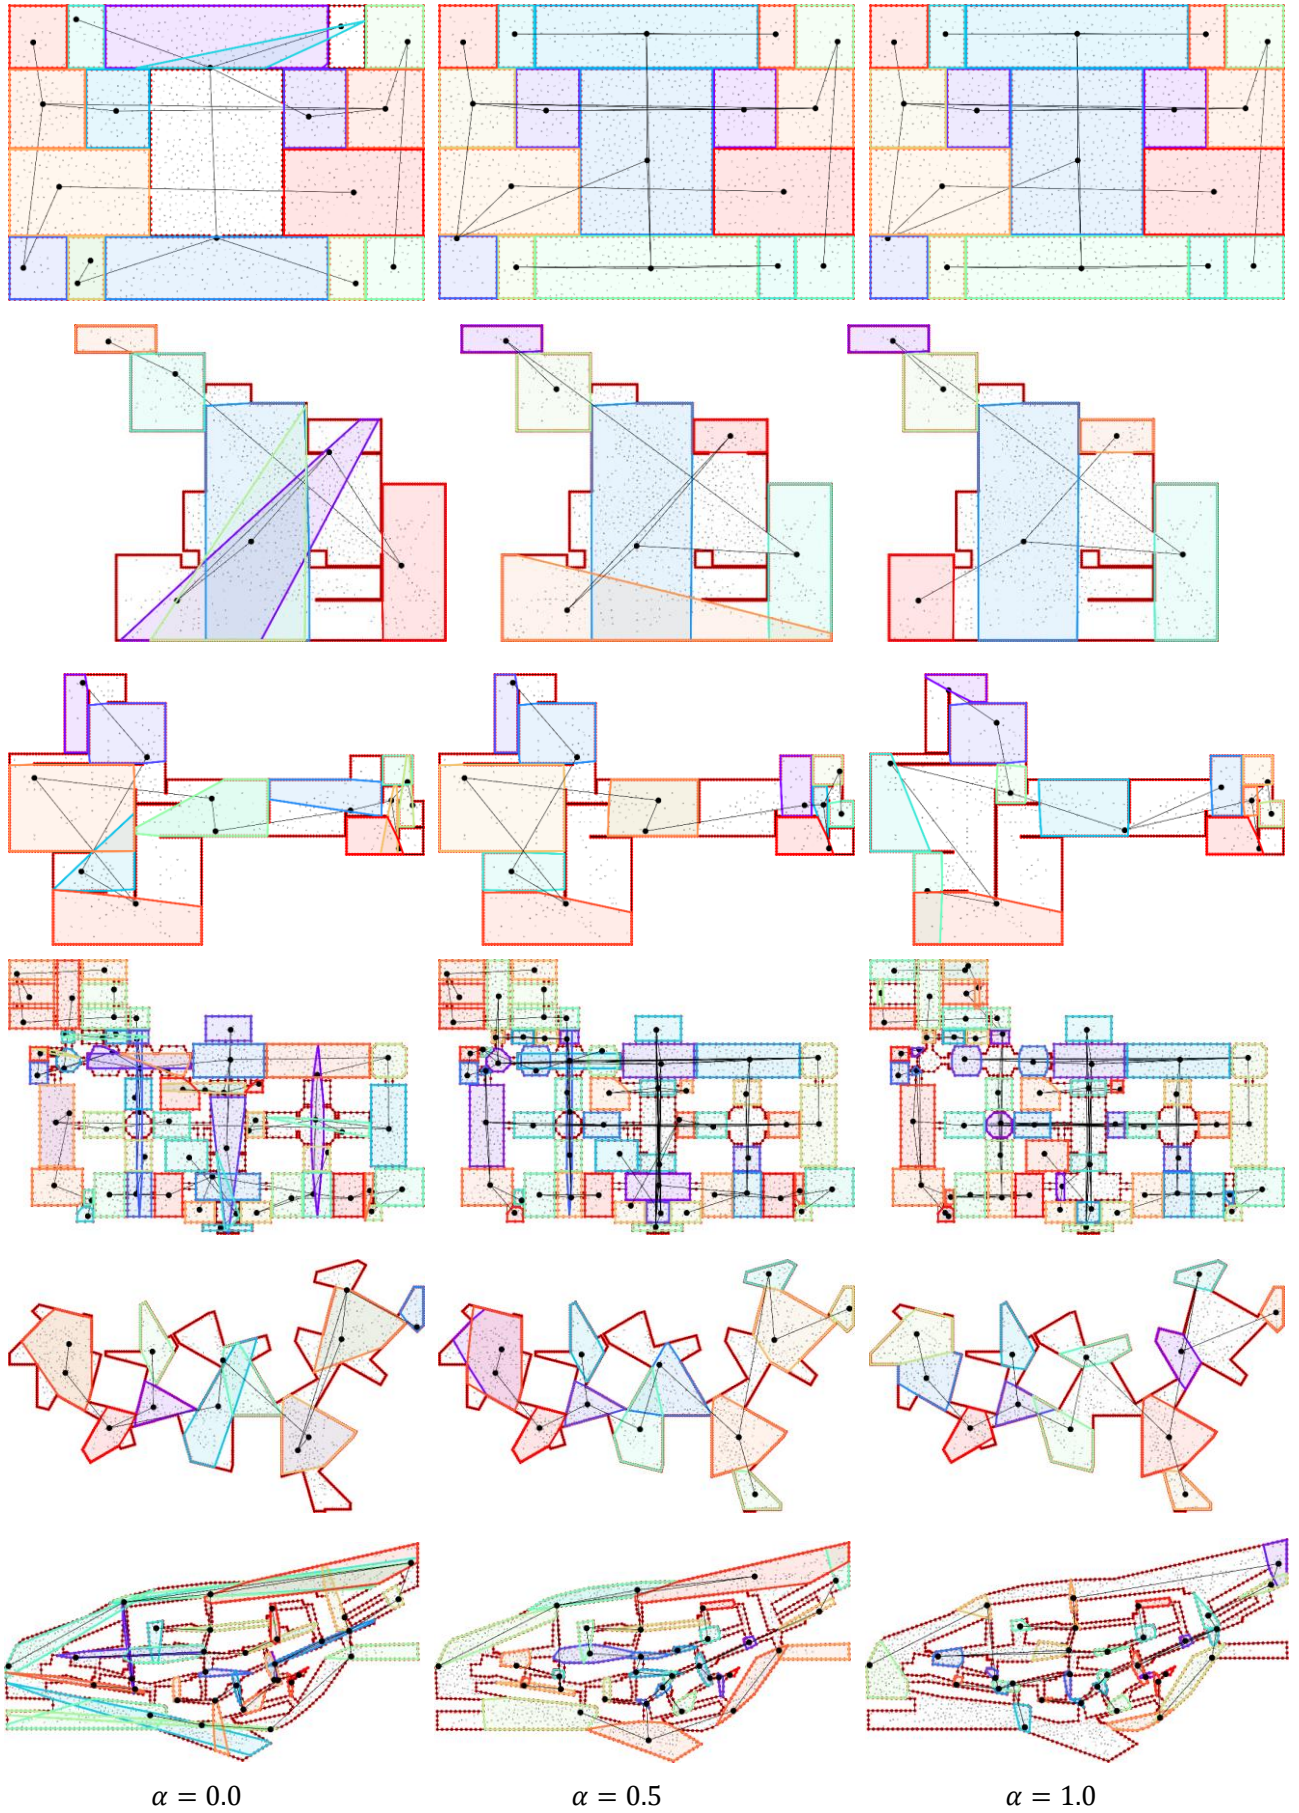 α = 0.0 α = 0.5 α = 1.0